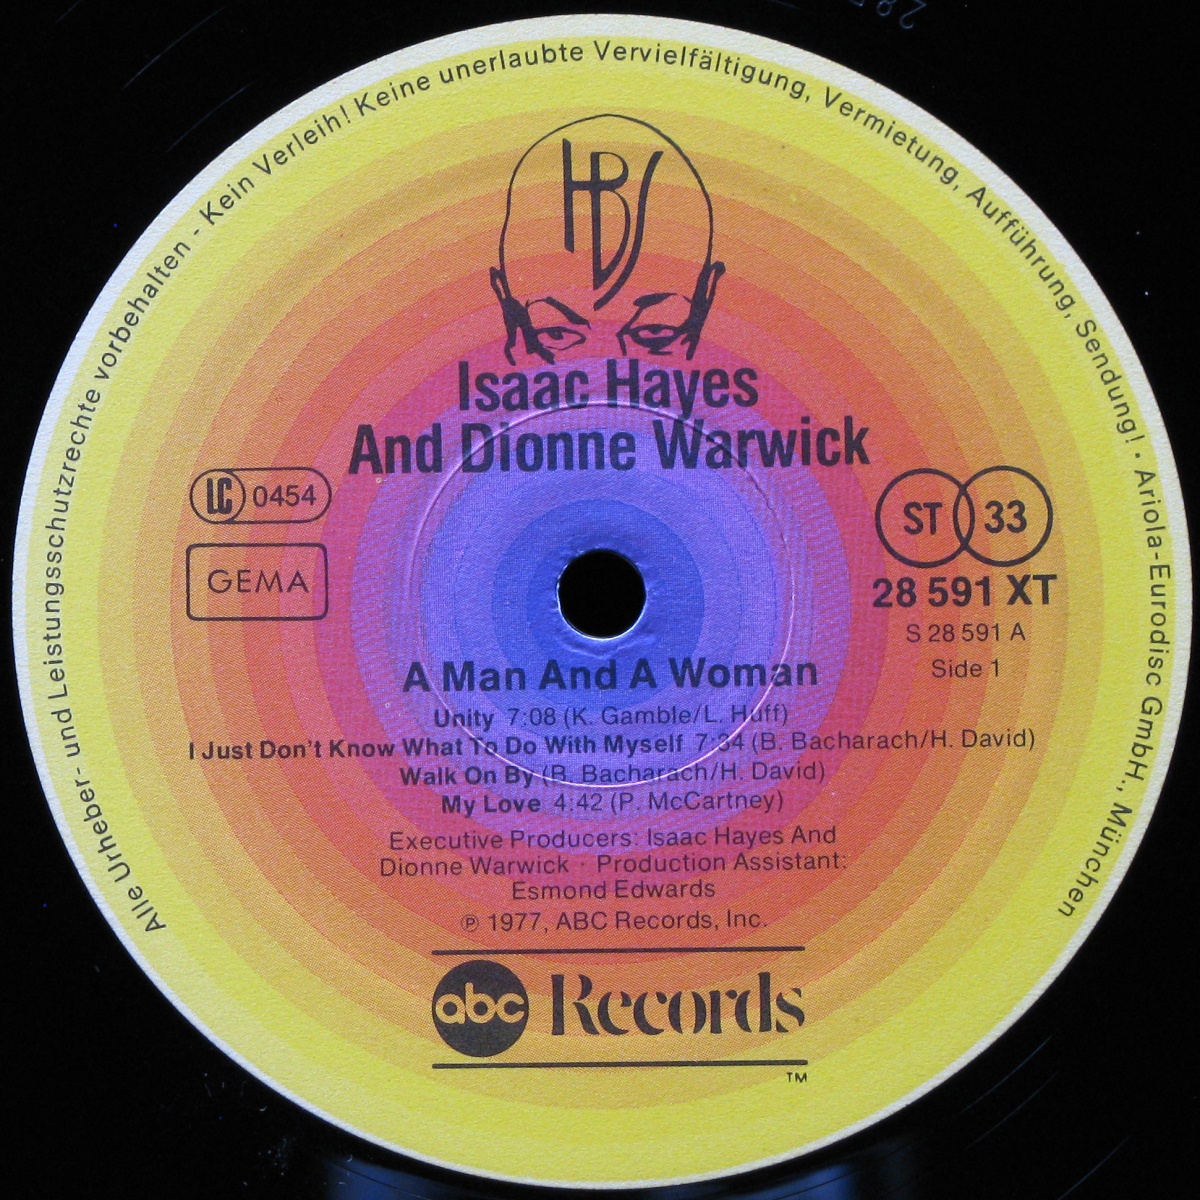 Alle Urheber- und Leistungsschutzrechte vorbehalten - Kein Verleih! Keine unerlaubte Vervielfältigung, Vermietung, Aufführung, Sendung! · Ariola-Eurodisc GmbH., München
HBS
Isaac Hayes
And Dionne Warwick
LC 0454
GEMA
ST 33
28 591 XT
S 28 591 A
Side 1
A Man And A Woman
Unity 7:08 (K. Gamble/L. Huff)
I Just Don't Know What To Do With Myself 7:34 (B. Bacharach/H. David)
Walk On By (B. Bacharach/H. David)
My Love 4:42 (P. McCartney)
Executive Producers: Isaac Hayes And
Dionne Warwick · Production Assistant:
Esmond Edwards
℗ 1977, ABC Records, Inc.
abc Records
TM